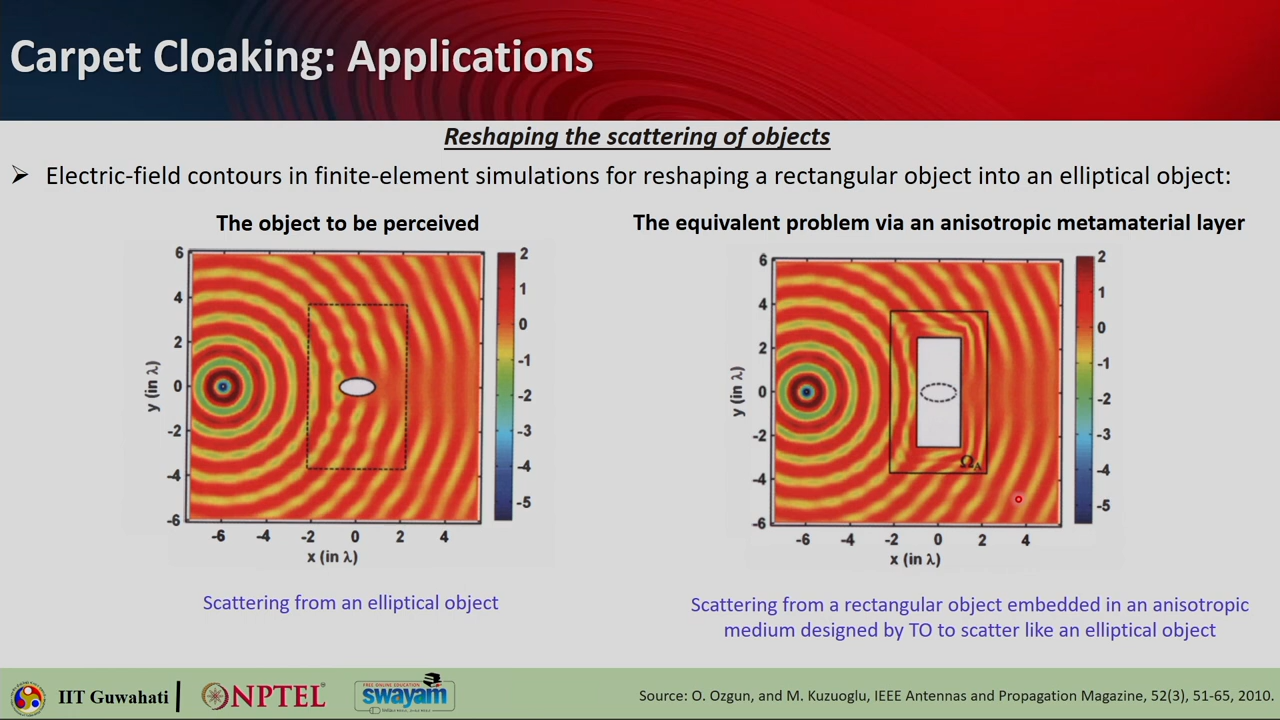 Carpet Cloaking: Applications
Reshaping the scattering of objects
➢ Electric-field contours in finite-element simulations for reshaping a rectangular object into an elliptical object:
The object to be perceived
The equivalent problem via an anisotropic metamaterial layer
6
4
2
0
-2
-4
-6
y (in λ)
-6 -4 -2 0 2 4
x (in λ)
2
1
0
-1
-2
-3
-4
-5
6
4
2
0
-2
-4
-6
y (in λ)
Ω_A
-6 -4 -2 0 2 4
x (in λ)
2
1
0
-1
-2
-3
-4
-5
Scattering from an elliptical object
Scattering from a rectangular object embedded in an anisotropic
medium designed by TO to scatter like an elliptical object
IIT Guwahati
NPTEL
FREE ONLINE EDUCATION
swayam
Source: O. Ozgun, and M. Kuzuoglu, IEEE Antennas and Propagation Magazine, 52(3), 51-65, 2010.